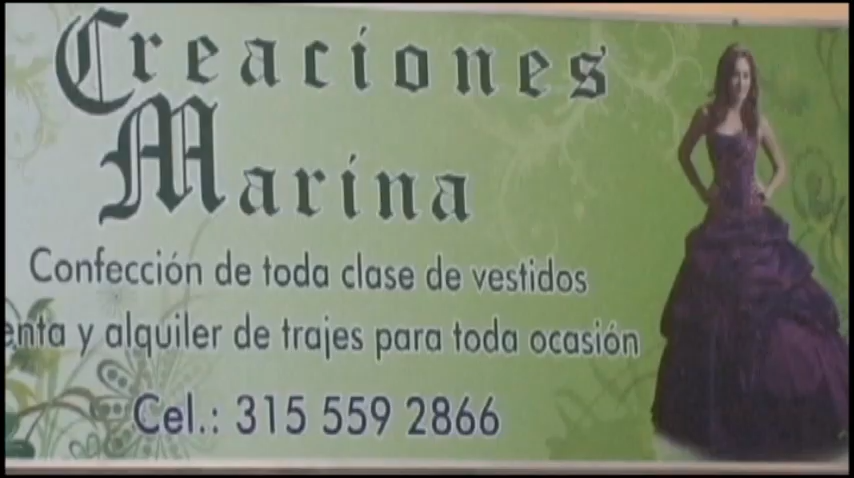 Creaciones
Marina
Confección de toda clase de vestidos
enta y alquiler de trajes para toda ocasión
Cel.: 315 559 2866